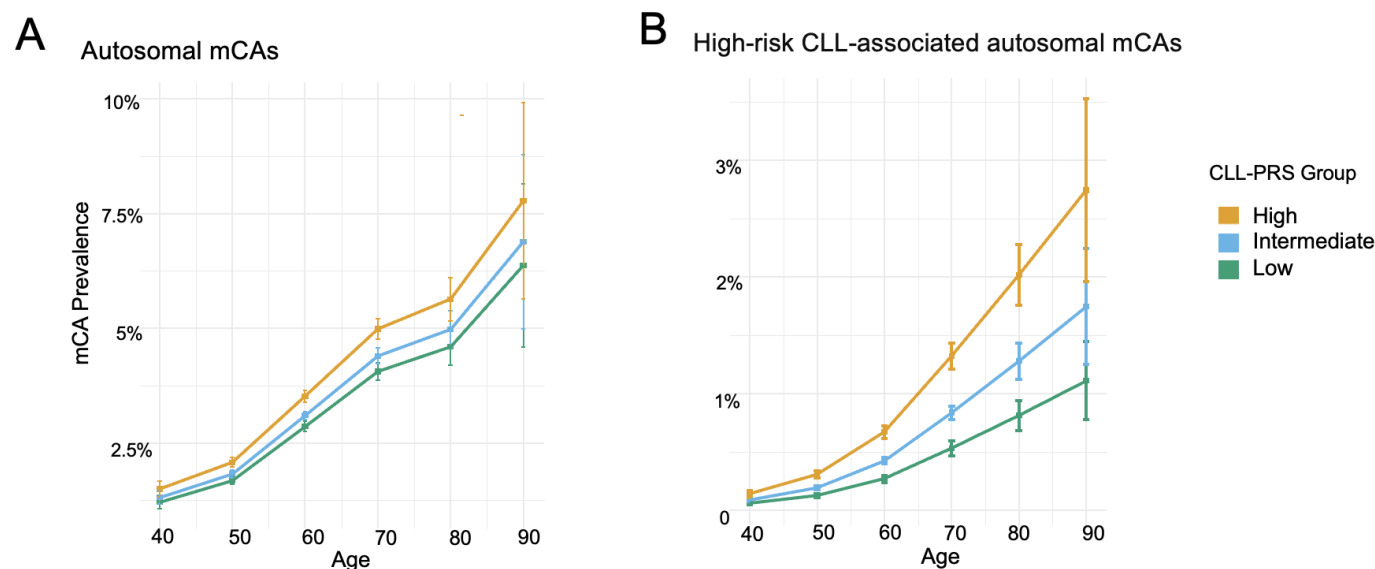 A
Autosomal mCAs
mCA Prevalence
10%
7.5%
5%
2.5%
40 50 60 70 80 90
Age
B
High-risk CLL-associated autosomal mCAs
3%
2%
1%
0
40 50 60 70 80 90
Age
CLL-PRS Group
High
Intermediate
Low